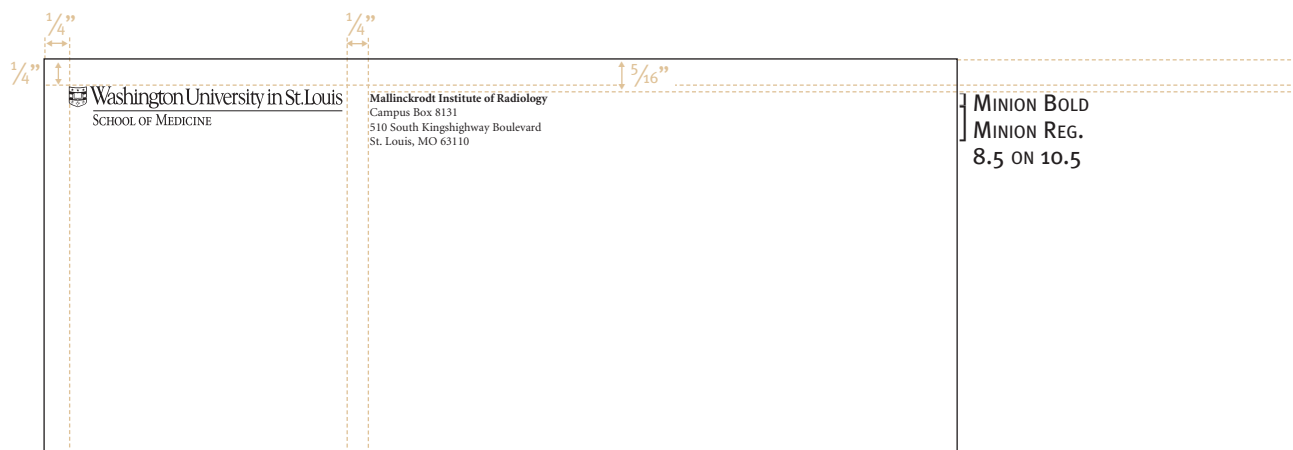 ¼” ¼”
¼” 5⁄16”
Washington University in St. Louis
SCHOOL OF MEDICINE
Mallinckrodt Institute of Radiology
Campus Box 8131
510 South Kingshighway Boulevard
St. Louis, MO 63110
MINION BOLD
MINION REG.
8.5 ON 10.5